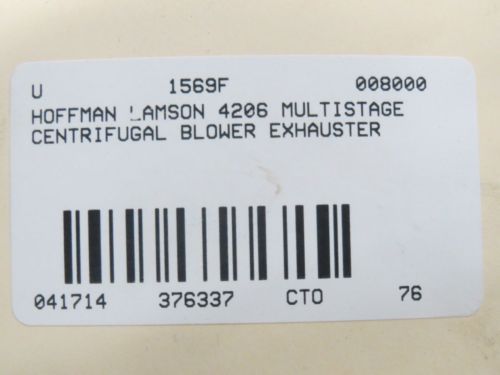 U 1569F 008000
HOFFMAN LAMSON 4206 MULTISTAGE
CENTRIFUGAL BLOWER EXHAUSTER
041714 376337 CTO 76